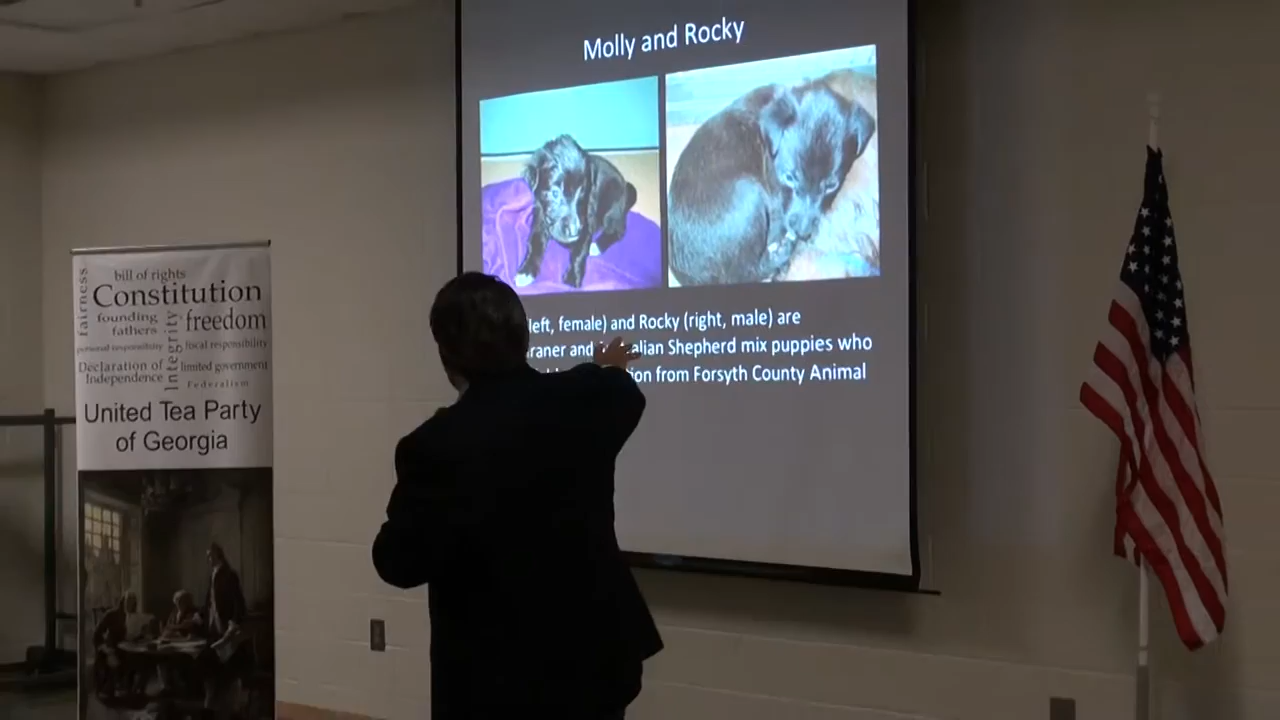 Molly and Rocky
left, female) and Rocky (right, male) are
and
alian Shepherd mix puppies who
from Forsyth County Animal
fairness
bill of rights
Constitution
founding
fathers
Integrity
freedom
personal responsibility
fiscal responsibility
Declaration of
Independence
limited government
Federalism
United Tea Party
of Georgia